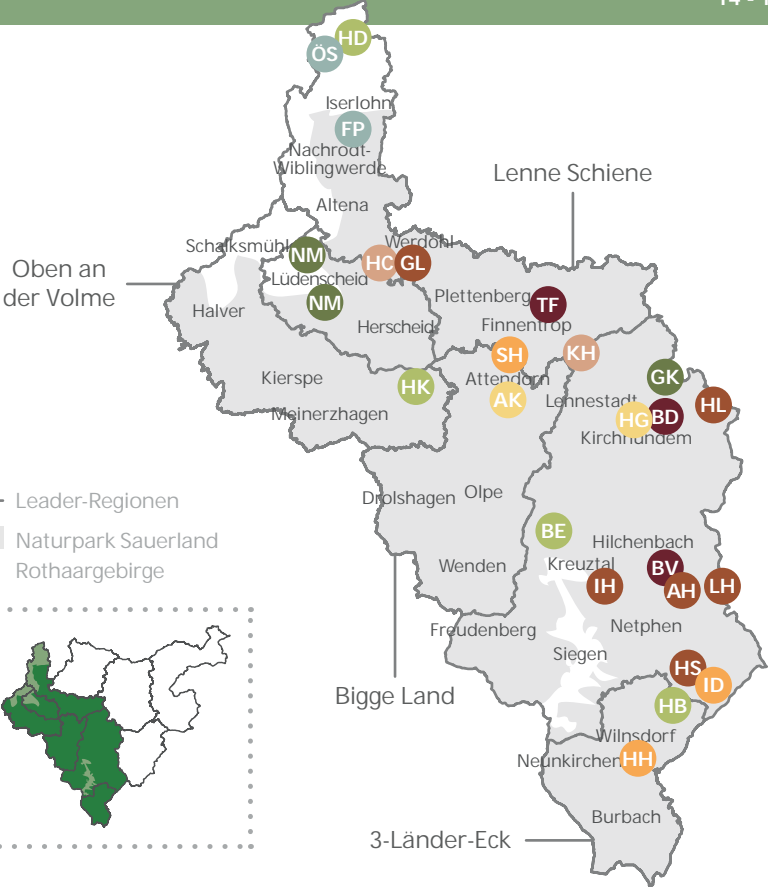 HD
ÖS
Iserlohn
FP
Nachrodt-
Wiblingwerde
Altena
Lenne Schiene
Schalksmühl
NM
Werdohl
HC
GL
Oben an
der Volme
Lüdenscheid
NM
Halver
Plettenberg
TF
Finnentrop
Herscheid
SH
KH
Kierspe
HK
Attendorn
GK
AK
Lennestadt
HL
Meinerzhagen
HG
BD
Kirchhundem
Leader-Regionen
Drolshagen
Olpe
Naturpark Sauerland
Rothaargebirge
BE
Hilchenbach
Wenden
Kreuztal
BV
IH
AH
LH
Freudenberg
Netphen
Siegen
HS
ID
Bigge Land
HB
Wilnsdorf
Neunkirchen
HH
Burbach
3-Länder-Eck